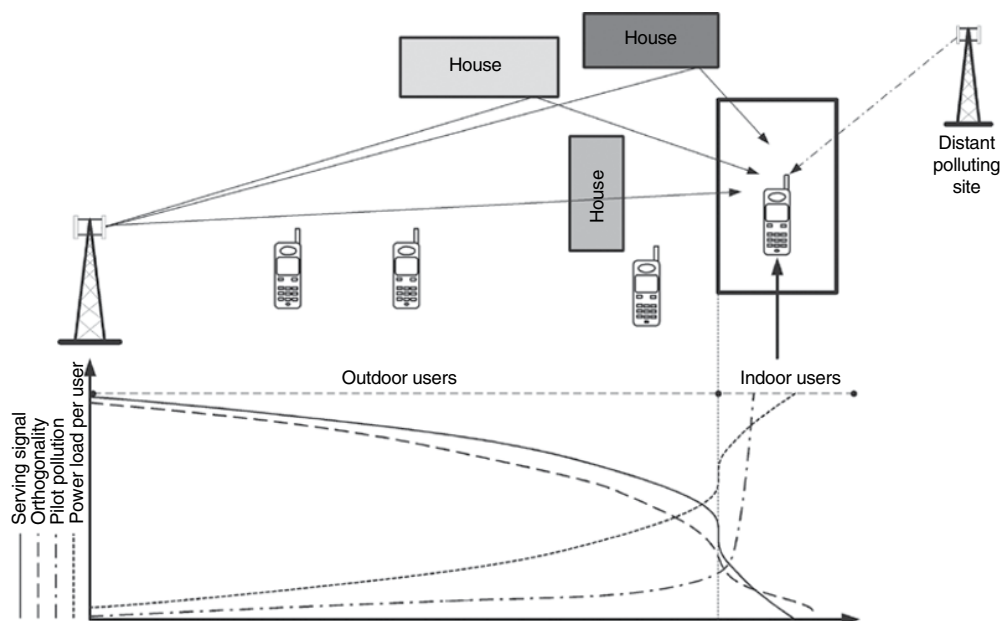 House
House
House
Distant
polluting
site
Outdoor users
Indoor users
Serving signal
Orthogonality
Pilot pollution
Power load per user